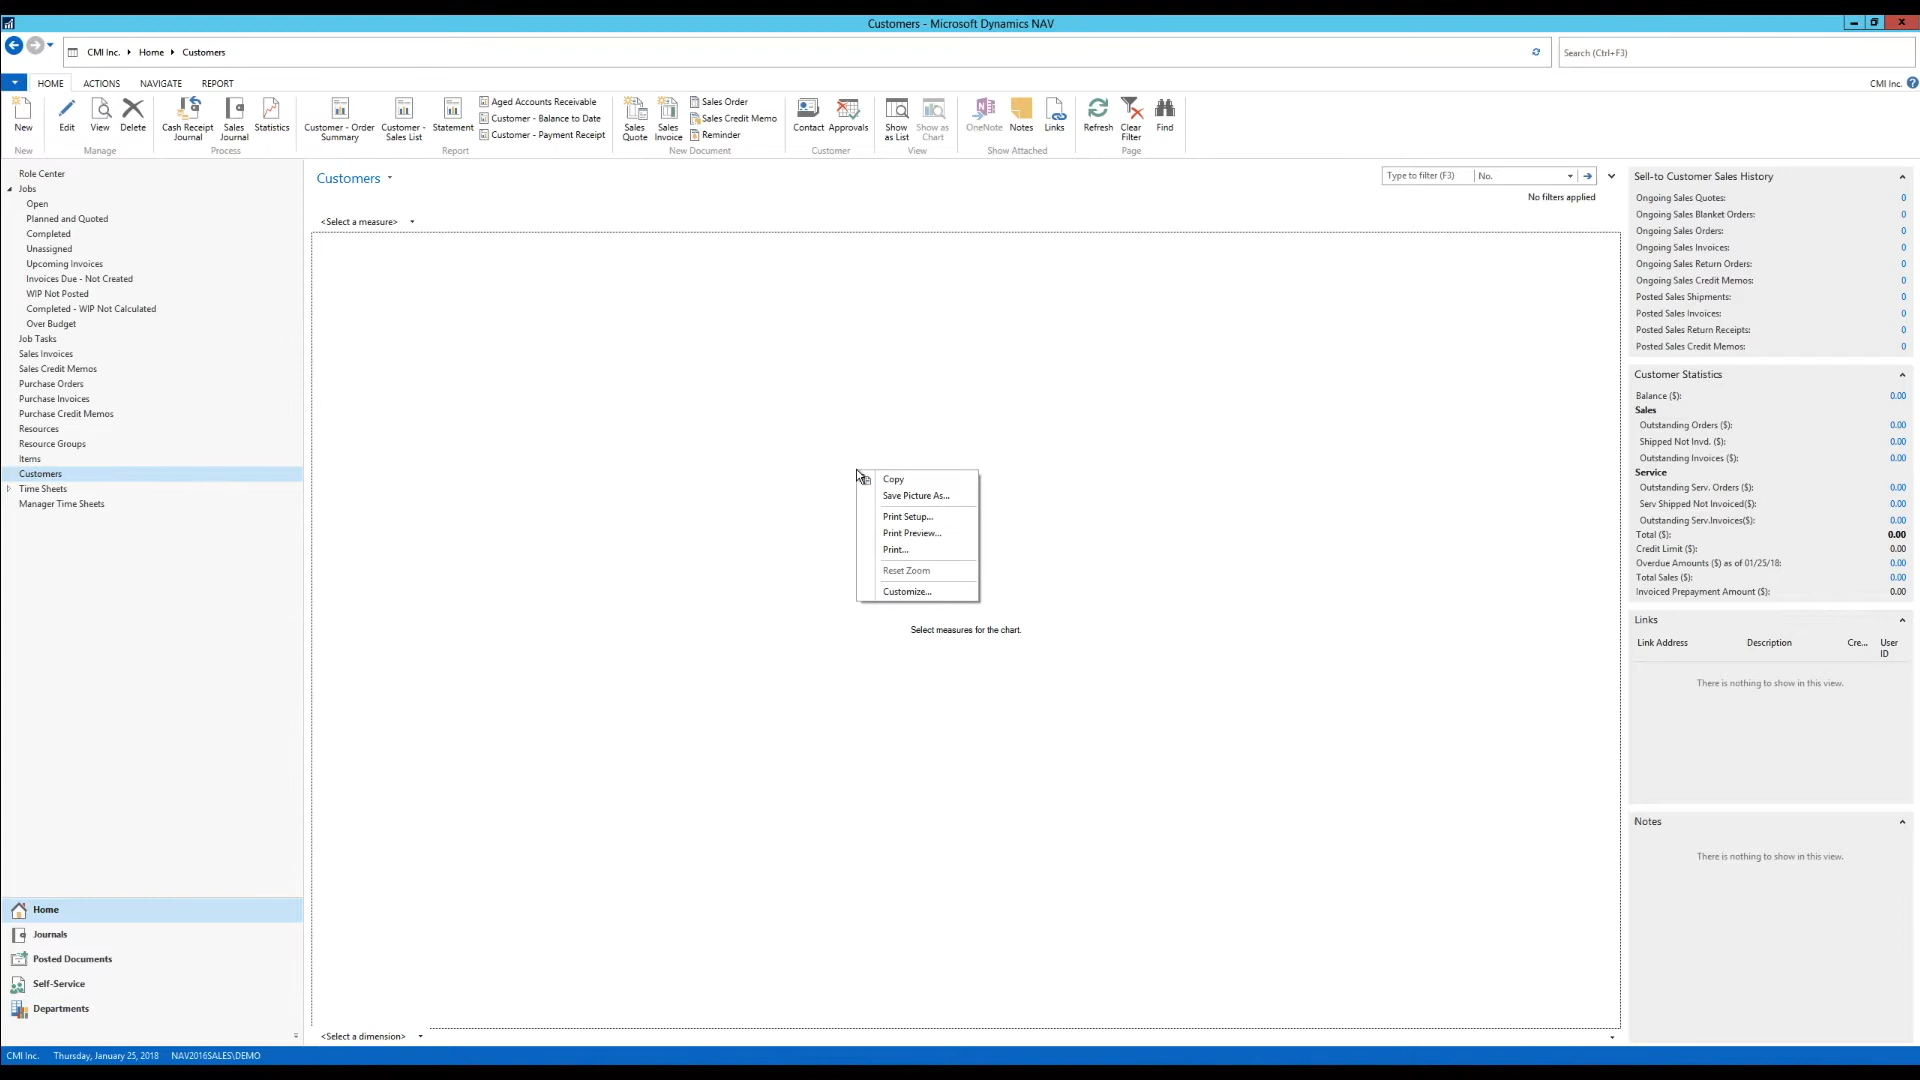 Customers - Microsoft Dynamics NAV
CMI Inc. Home Customers
Search (Ctrl+F3)
HOME ACTIONS NAVIGATE REPORT
CMI Inc.
New
Edit
View
Delete
Cash Receipt Journal
Sales Journal
Statistics
Customer - Order Summary
Customer - Sales List
Statement
Aged Accounts Receivable
Customer - Balance to Date
Customer - Payment Receipt
Sales Quote
Sales Invoice
Sales Order
Sales Credit Memo
Reminder
Contact
Approvals
Show as List
Show as Chart
OneNote
Notes
Links
Refresh
Clear Filter
Find
New
Manage
Process
Report
New Document
Customer
View
Show Attached
Page
Role Center
Jobs
Open
Planned and Quoted
Completed
Unassigned
Upcoming Invoices
Invoices Due - Not Created
WIP Not Posted
Completed - WIP Not Calculated
Over Budget
Job Tasks
Sales Invoices
Sales Credit Memos
Purchase Orders
Purchase Invoices
Purchase Credit Memos
Resources
Resource Groups
Items
Customers
Time Sheets
Manager Time Sheets
Home
Journals
Posted Documents
Self-Service
Departments
Customers
Type to filter (F3)
No.
No filters applied
<Select a measure>
Copy
Save Picture As...
Print Setup...
Print Preview...
Print...
Reset Zoom
Customize...
Select measures for the chart.
<Select a dimension>
Sell-to Customer Sales History
Ongoing Sales Quotes: 0
Ongoing Sales Blanket Orders: 0
Ongoing Sales Orders: 0
Ongoing Sales Invoices: 0
Ongoing Sales Return Orders: 0
Ongoing Sales Credit Memos: 0
Posted Sales Shipments: 0
Posted Sales Invoices: 0
Posted Sales Return Receipts: 0
Posted Sales Credit Memos: 0
Customer Statistics
Balance ($): 0.00
Sales
Outstanding Orders ($): 0.00
Shipped Not Invd. ($): 0.00
Outstanding Invoices ($): 0.00
Service
Outstanding Serv. Orders ($): 0.00
Serv Shipped Not Invoiced($): 0.00
Outstanding Serv.Invoices($): 0.00
Total ($): 0.00
Credit Limit ($): 0.00
Overdue Amounts ($) as of 01/25/18: 0.00
Total Sales ($): 0.00
Invoiced Prepayment Amount ($): 0.00
Links
Link Address Description Cre... User ID
There is nothing to show in this view.
Notes
There is nothing to show in this view.
CMI Inc. Thursday, January 25, 2018 NAV2016SALES\DEMO